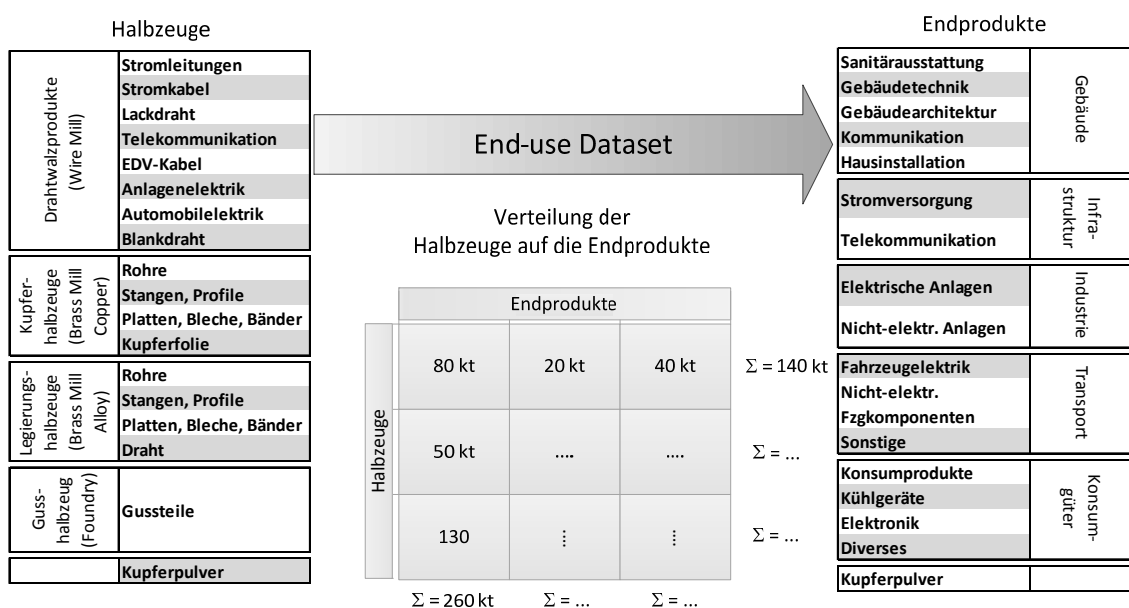 Halbzeuge
Drahtwalzprodukte
(Wire Mill)
Stromleitungen
Stromkabel
Lackdraht
Telekommunikation
EDV-Kabel
Anlagenelektrik
Automobilelektrik
Blankdraht
Kupfer-
halbzeuge
(Brass Mill
Copper)
Rohre
Stangen, Profile
Platten, Bleche, Bänder
Kupferfolie
Legierungs-
halbzeuge
(Brass Mill
Alloy)
Rohre
Stangen, Profile
Platten, Bleche, Bänder
Draht
Guss-
halbzeug
(Foundry)
Gussteile
Kupferpulver
End-use Dataset
Verteilung der
Halbzeuge auf die Endprodukte
Endprodukte
Halbzeuge
80 kt 20 kt 40 kt Σ = 140 kt
50 kt .... .... Σ = ...
130 ⁞ ⁞ Σ = ...
Σ = 260 kt Σ = ... Σ = ...
Endprodukte
Sanitärausstattung
Gebäudetechnik
Gebäudearchitektur
Kommunikation
Hausinstallation
Gebäude
Stromversorgung
Telekommunikation
Infra-
struktur
Elektrische Anlagen
Nicht-elektr. Anlagen
Industrie
Fahrzeugelektrik
Nicht-elektr.
Fzgkomponenten
Sonstige
Transport
Konsumprodukte
Kühlgeräte
Elektronik
Diverses
Konsum-
güter
Kupferpulver